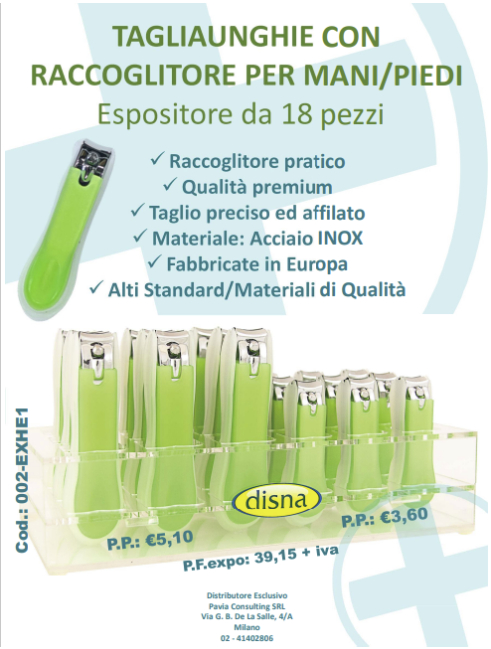 TAGLIAUNGHIE CON
RACCOGLITORE PER MANI/PIEDI
Espositore da 18 pezzi
✓ Raccoglitore pratico
✓ Qualità premium
✓ Taglio preciso ed affilato
✓ Materiale: Acciaio INOX
✓ Fabbricate in Europa
✓ Alti Standard/Materiali di Qualità
Cod.: 002-EXHE1
disna
P.P.: €5,10
P.P.: €3,60
P.F.expo: 39,15 + iva
Distributore Esclusivo
Pavia Consulting SRL
Via G. B. De La Salle, 4/A
Milano
02 - 41402806